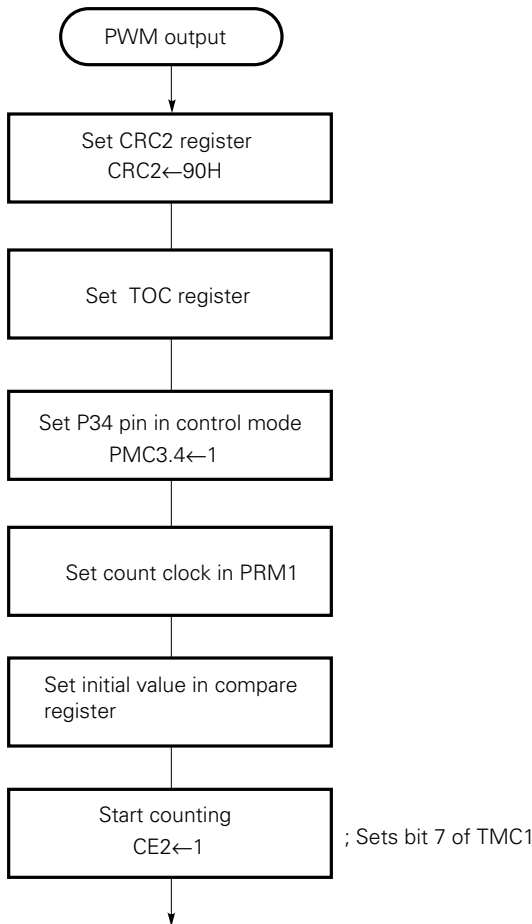 PWM output
Set CRC2 register
CRC2←90H
Set TOC register
Set P34 pin in control mode
PMC3.4←1
Set count clock in PRM1
Set initial value in compare
register
Start counting
CE2←1
; Sets bit 7 of TMC1